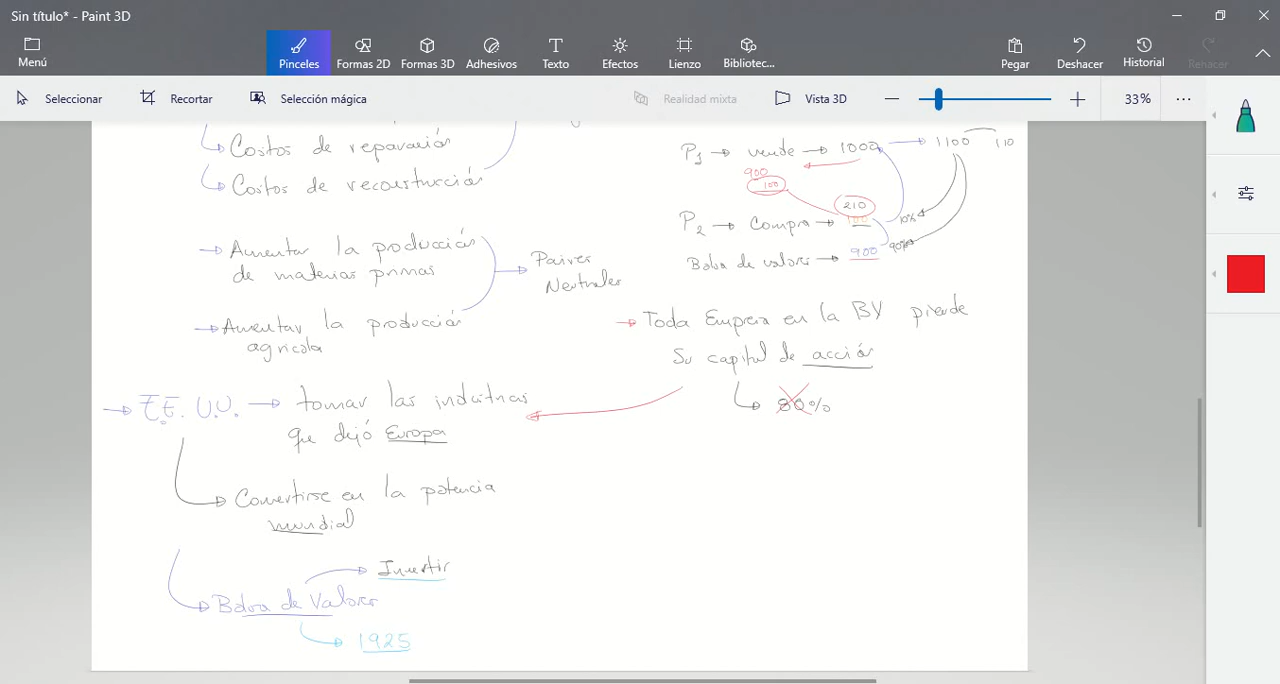 Sin título* - Paint 3D
Menú
Pinceles
Formas 2D
Formas 3D
Adhesivos
Texto
Efectos
Lienzo
Bibliotec...
Pegar
Deshacer
Historial
Rehacer
Seleccionar
Recortar
Selección mágica
Realidad mixta
Vista 3D
33%
Costos de reparación
Costos de reconstrucción
Aumentar la producción
de materias primas
Aumentar la producción
agrícola
Paises
Neutrales
E.E. U.U. → tomar las industrias
que dejó Europa
Convertirse en la potencia
mundial
Invertir
Bolsa de Valores
1925
P1 → vende → 1000 → 1100 110
900
100
210
P2 → Compra → 100 10%
Bolsa de valores → 900 90%
Toda Empresa en la BV pierde
Su capital de acción
80%